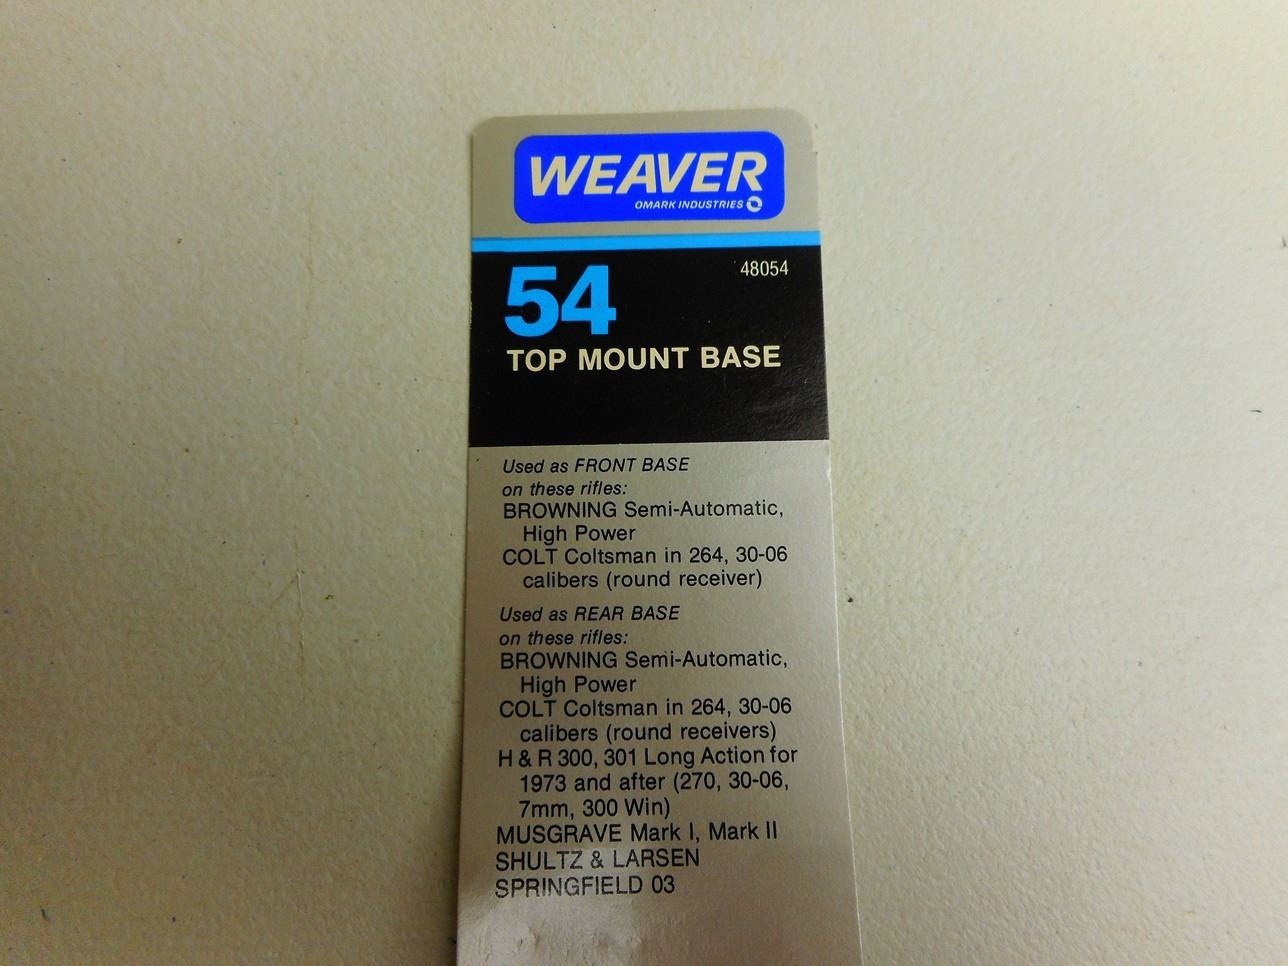 WEAVER
OMARK INDUSTRIES
54
48054
TOP MOUNT BASE
Used as FRONT BASE
on these rifles:
BROWNING Semi-Automatic,
High Power
COLT Coltsman in 264, 30-06
calibers (round receiver)
Used as REAR BASE
on these rifles:
BROWNING Semi-Automatic,
High Power
COLT Coltsman in 264, 30-06
calibers (round receivers)
H & R 300, 301 Long Action for
1973 and after (270, 30-06,
7mm, 300 Win)
MUSGRAVE Mark I, Mark II
SHULTZ & LARSEN
SPRINGFIELD 03